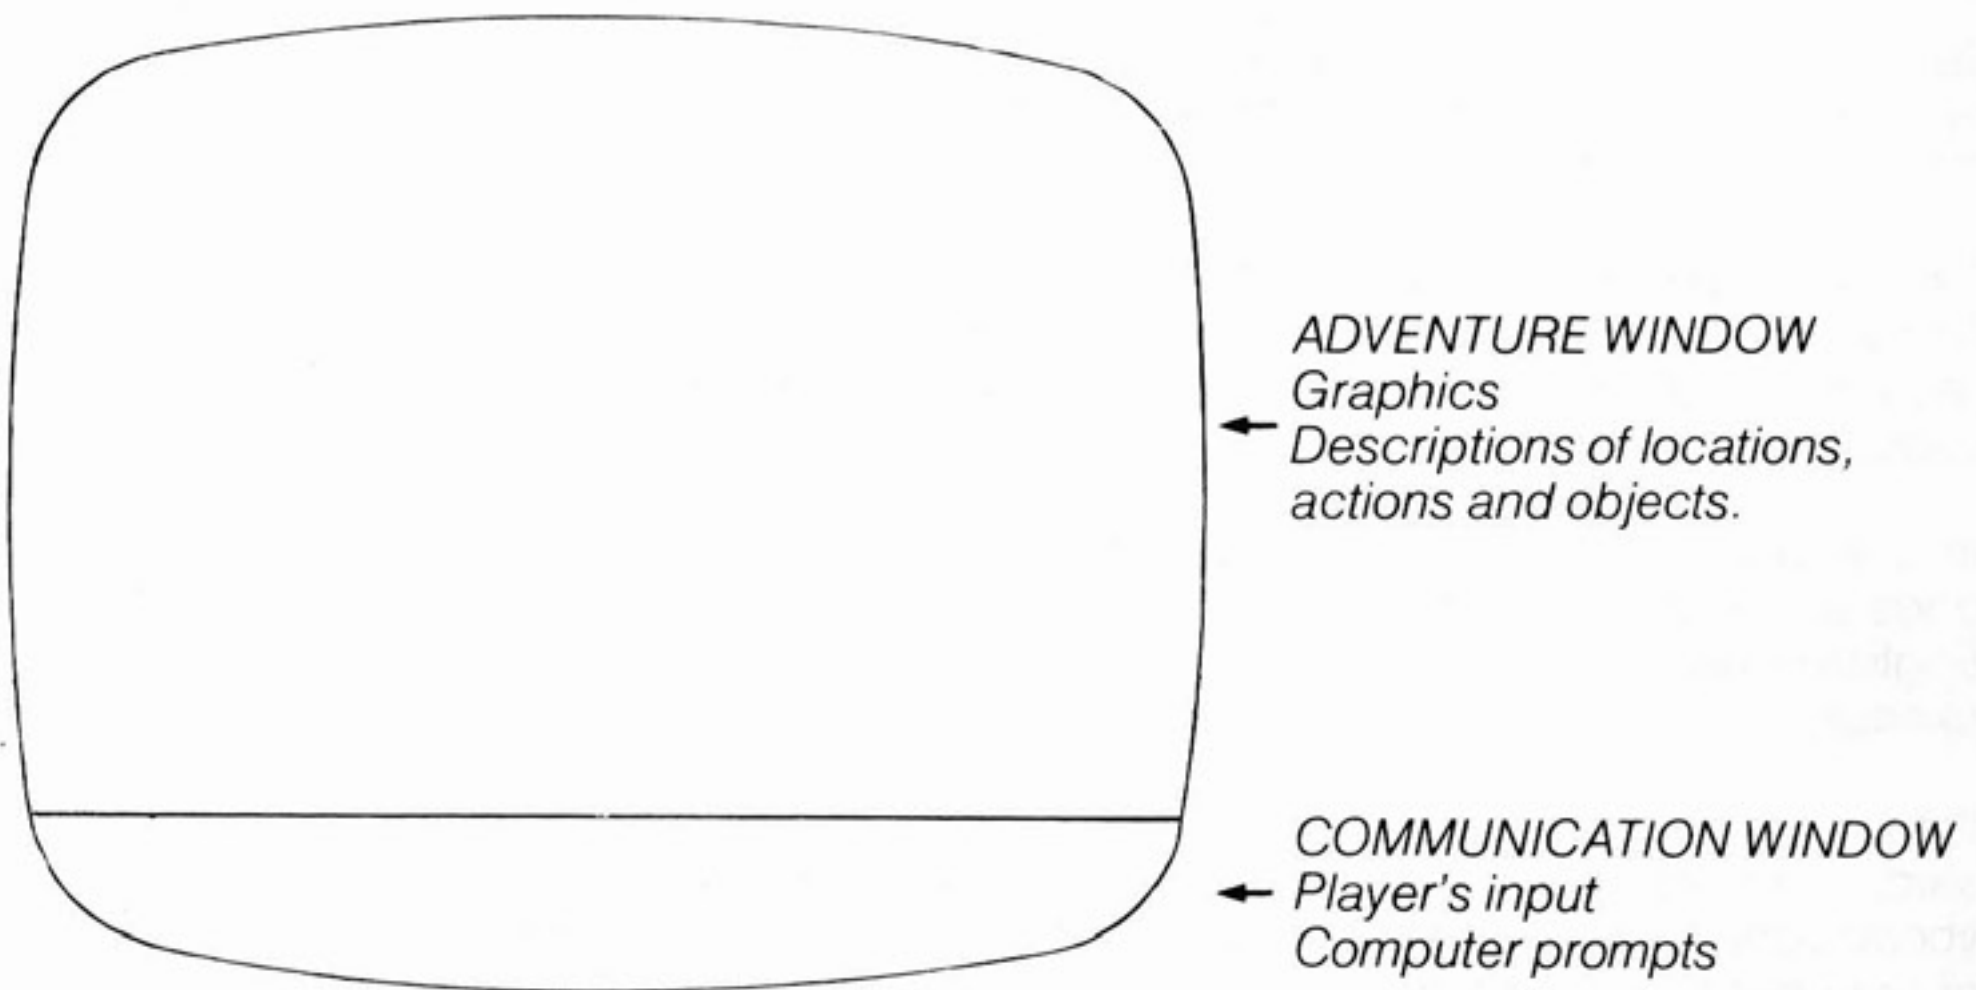 ADVENTURE WINDOW
Graphics
Descriptions of locations,
actions and objects.
COMMUNICATION WINDOW
Player's input
Computer prompts